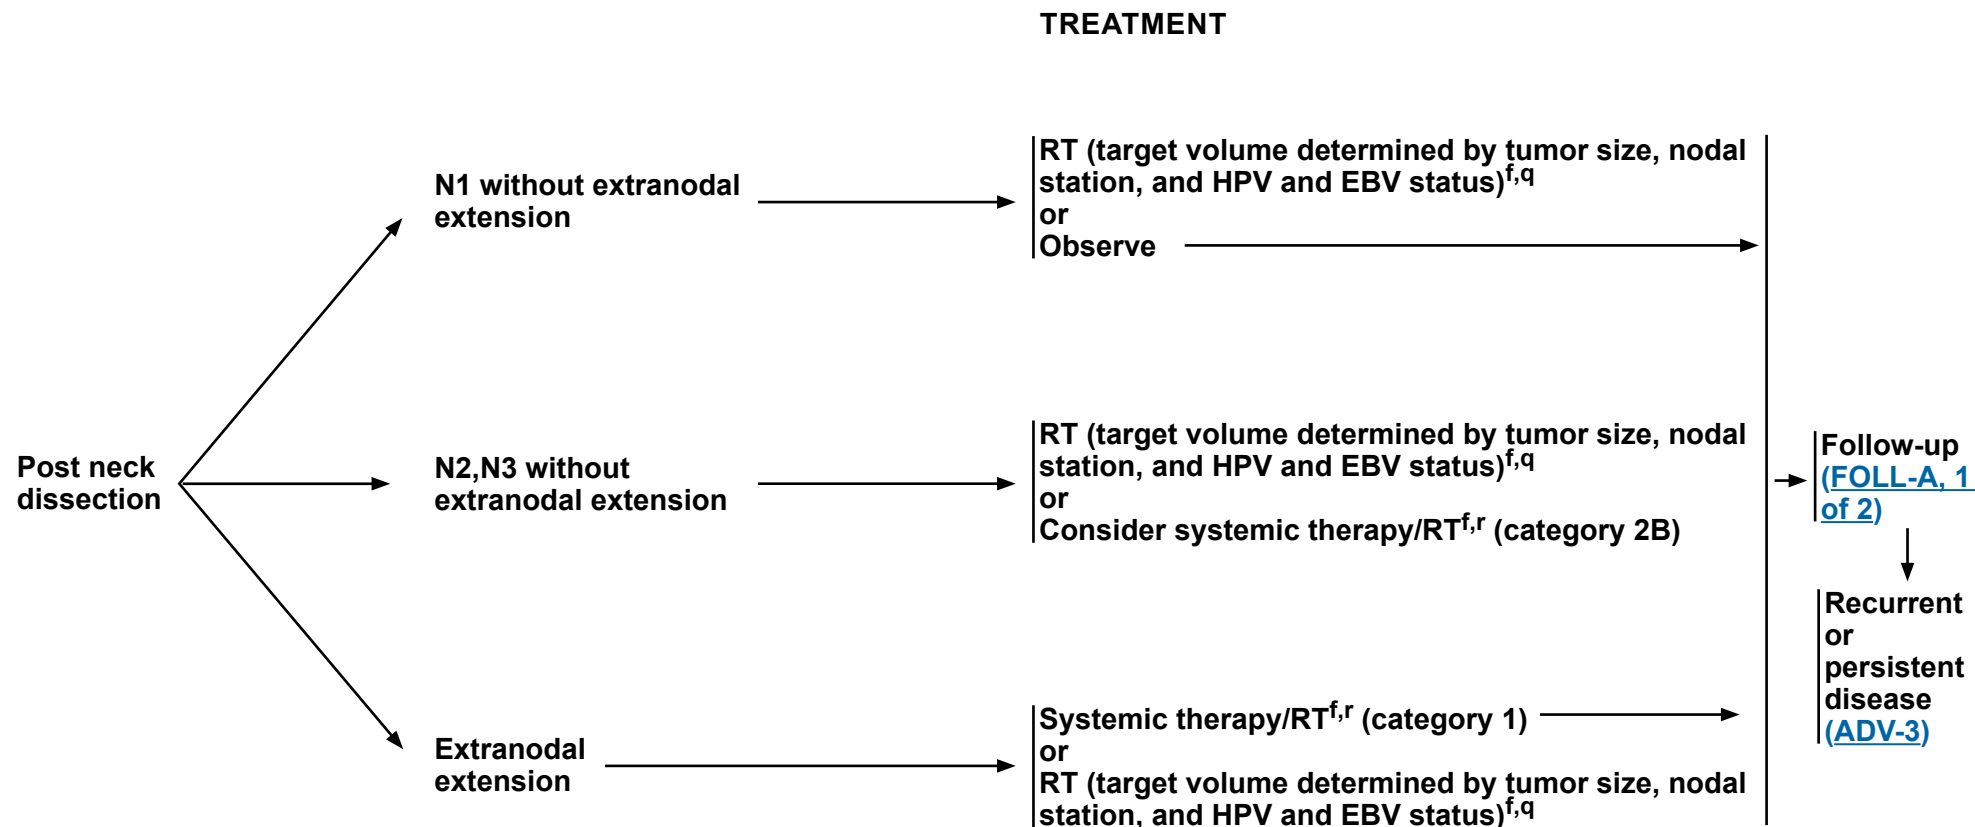 TREATMENT
Post neck
dissection
N1 without extranodal
extension
RT (target volume determined by tumor size, nodal
station, and HPV and EBV status)f,q
or
Observe
N2,N3 without
extranodal extension
RT (target volume determined by tumor size, nodal
station, and HPV and EBV status)f,q
or
Consider systemic therapy/RTf,r (category 2B)
Extranodal
extension
Systemic therapy/RTf,r (category 1)
or
RT (target volume determined by tumor size, nodal
station, and HPV and EBV status)f,q
Follow-up
(FOLL-A, 1
of 2)
Recurrent
or
persistent
disease
(ADV-3)